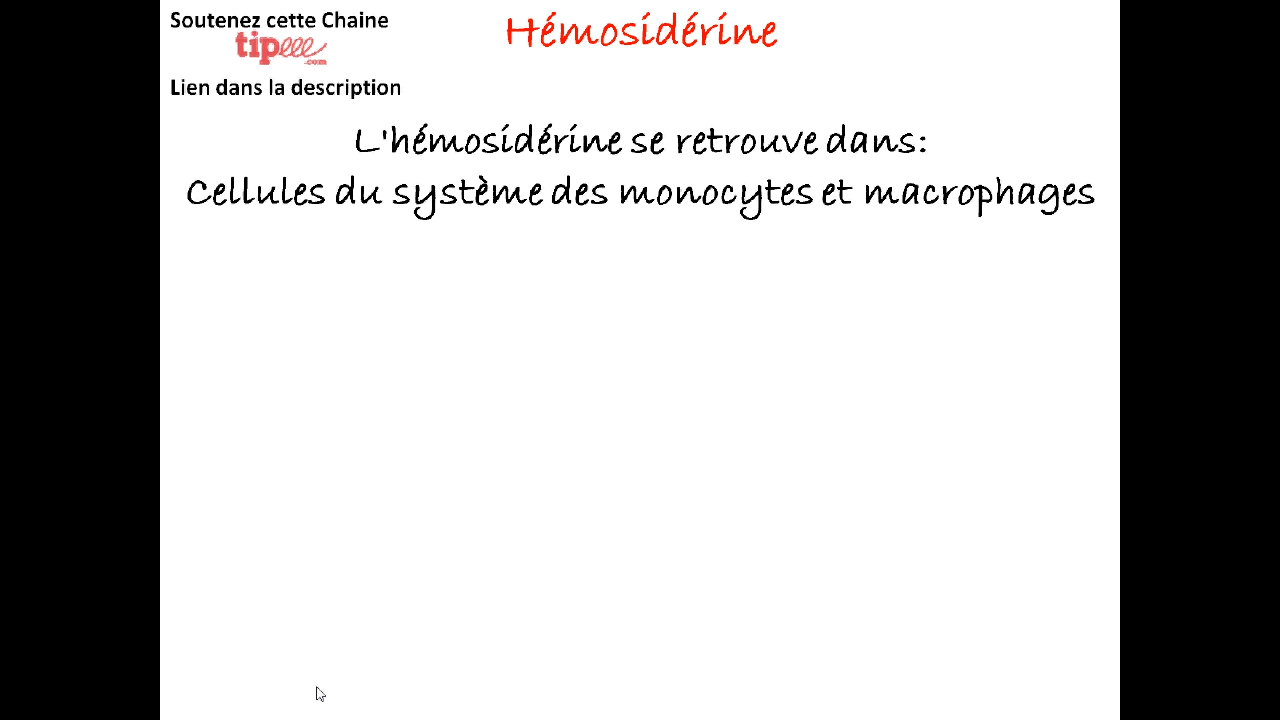 Soutenez cette Chaine
tipeee
.com
Lien dans la description
Hémosidérine
L'hémosidérine se retrouve dans:
Cellules du système des monocytes et macrophages